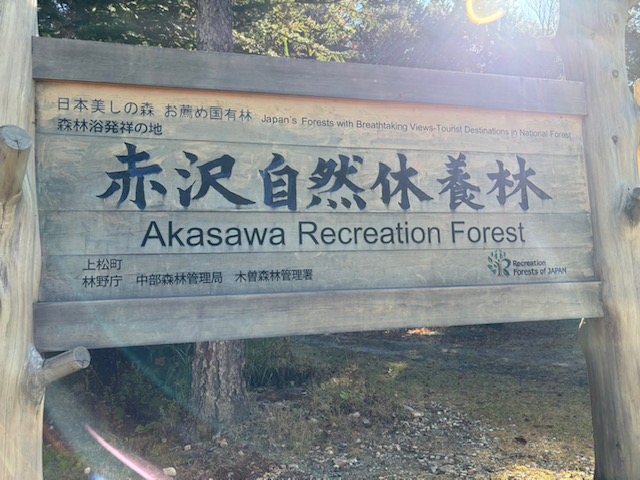 日本美しの森 お薦め国有林 Japan's Forests with Breathtaking Views-Tourist Destinations in National Forest
森林浴発祥の地
赤沢自然休養林
Akasawa Recreation Forest
上松町
林野庁 中部森林管理局 木曽森林管理署
Recreation
Forests of JAPAN